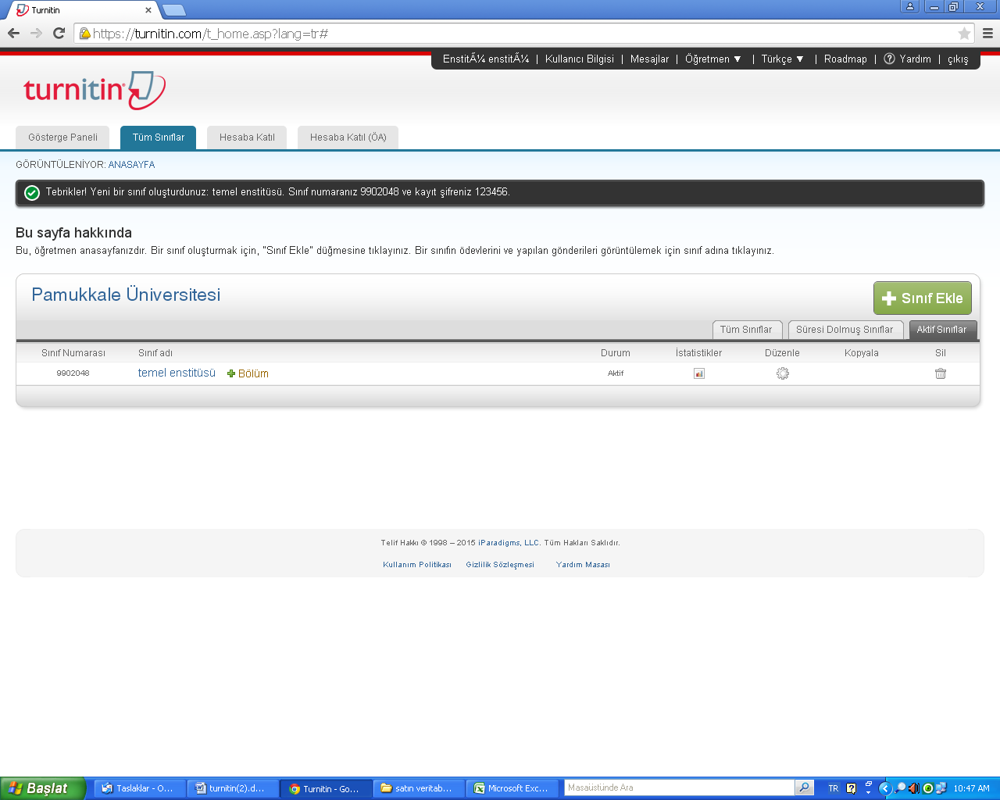 Turnitin
https://turnitin.com/t_home.asp?lang=tr#
EnstitÃ¼ enstitÃ¼ | Kullanıcı Bilgisi | Mesajlar | Öğretmen ▼ | Türkçe ▼ | Roadmap | ? Yardım | çıkış
turnitin
Gösterge Paneli Tüm Sınıflar Hesaba Katıl Hesaba Katıl (ÖA)
GÖRÜNTÜLENİYOR: ANASAYFA
Tebrikler! Yeni bir sınıf oluşturdunuz: temel enstitüsü. Sınıf numaranız 9902048 ve kayıt şifreniz 123456.
Bu sayfa hakkında
Bu, öğretmen anasayfanızdır. Bir sınıf oluşturmak için, "Sınıf Ekle" düğmesine tıklayınız. Bir sınıfın ödevlerini ve yapılan gönderileri görüntülemek için sınıf adına tıklayınız.
Pamukkale Üniversitesi
Sınıf Ekle
Tüm Sınıflar Süresi Dolmuş Sınıflar Aktif Sınıflar
Sınıf Numarası Sınıf adı Durum İstatistikler Düzenle Kopyala Sil
9902048 temel enstitüsü Bölüm Aktif
Telif Hakkı © 1998 – 2015 iParadigms, LLC. Tüm Hakları Saklıdır.
Kullanım Politikası Gizlilik Sözleşmesi Yardım Masası
Başlat Taslaklar - O... turnitin(2).d... Turnitin - Go... satın veritab... Microsoft Exc... Masaüstünde Ara TR 10:47 AM